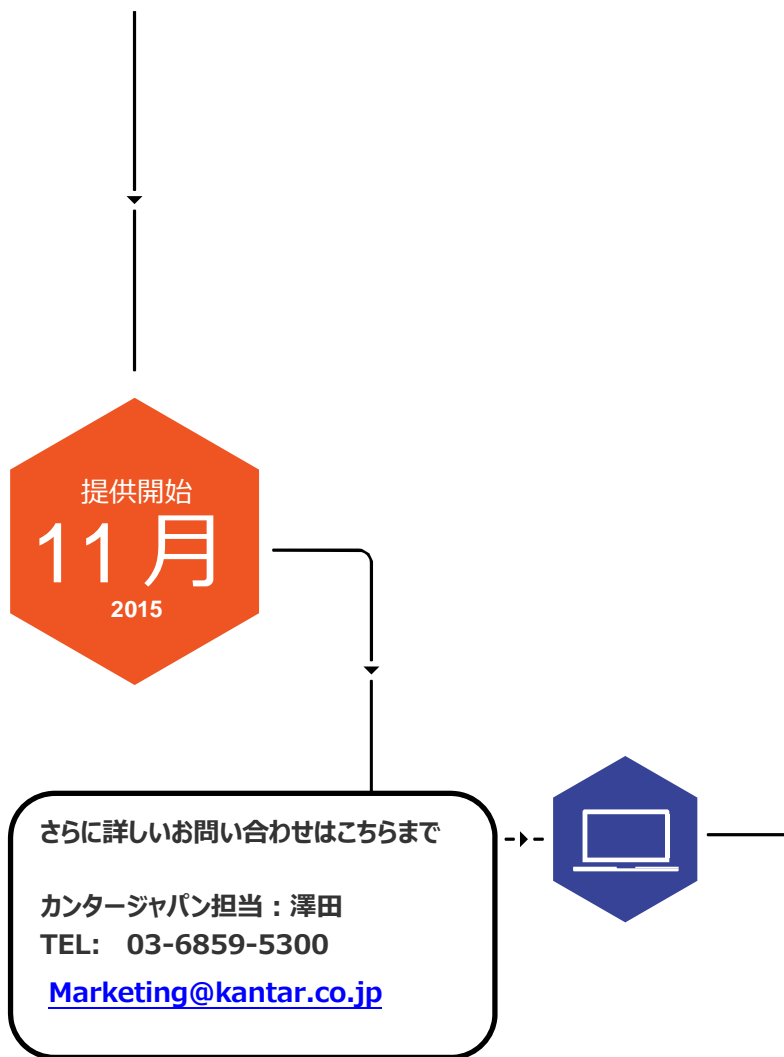 提供開始
11月
2015
さらに詳しいお問い合わせはこちらまで
カンタージャパン担当：澤田
TEL:　03-6859-5300
Marketing@kantar.co.jp